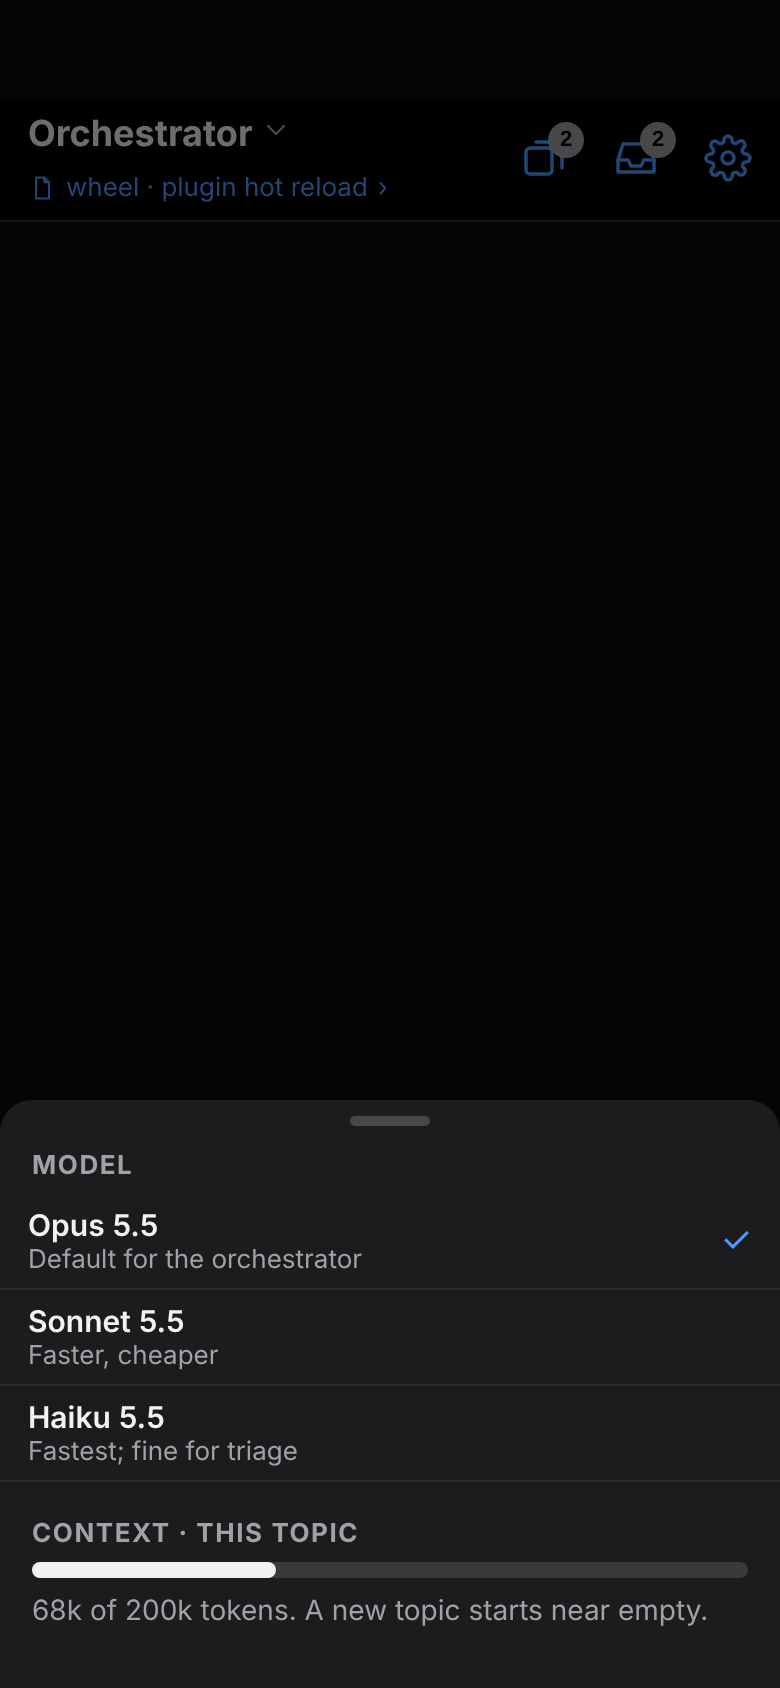 Orchestrator
2
2
wheel · plugin hot reload ›
MODEL
Opus 5.5
Default for the orchestrator
Sonnet 5.5
Faster, cheaper
Haiku 5.5
Fastest; fine for triage
CONTEXT · THIS TOPIC
68k of 200k tokens. A new topic starts near empty.